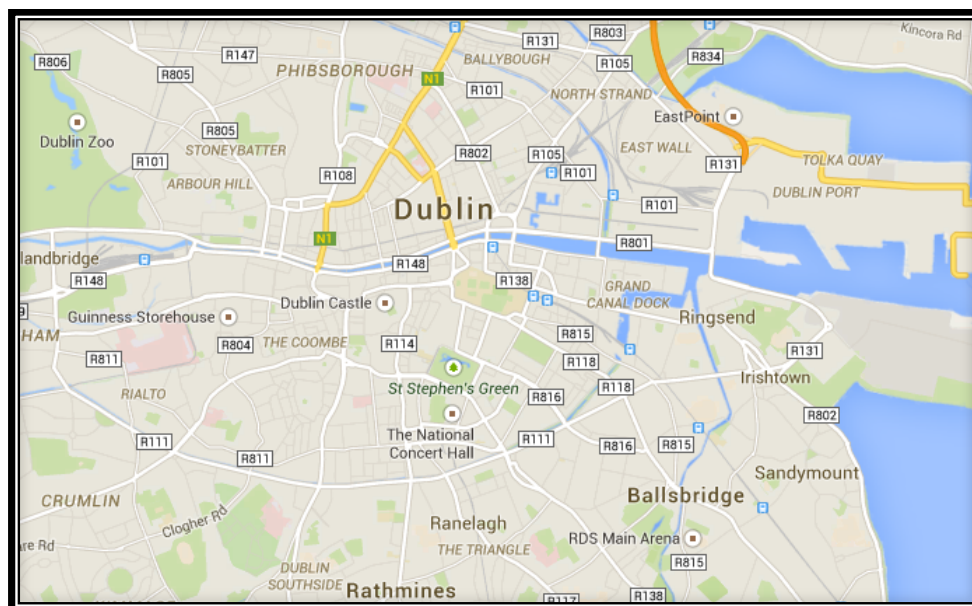 R131
R803
Kincora Rd
R147
R806
BALLYBOUGH
R834
R105
PHIBSBOROUGH
N1
R805
R101
NORTH STRAND
EastPoint
Dublin Zoo
R805
STONEYBATTER
EAST WALL
R802
R105
R101
R131
TOLKA QUAY
R101
R108
ARBOUR HILL
DUBLIN PORT
R101
Dublin
N1
R801
landbridge
R148
R148
R138
GRAND
CANAL DOCK
Dublin Castle
Guinness Storehouse
Ringsend
HAM
THE COOMBE
R804
R114
R815
R811
R118
R131
Irishtown
St Stephen's Green
R118
RIALTO
R816
R802
The National
Concert Hall
R111
R111
R816
R815
R811
Sandymount
CRUMLIN
Ballsbridge
Clogher Rd
Ranelagh
RDS Main Arena
are Rd
THE TRIANGLE
R815
DUBLIN
SOUTHSIDE
Rathmines
R138
R117